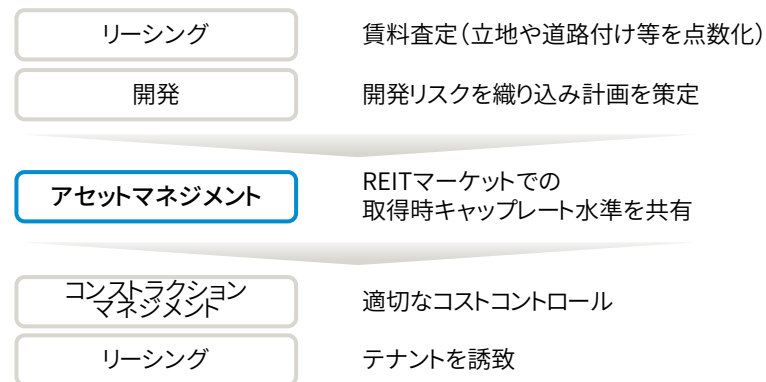 リーシング
賃料査定（立地や道路付け等を点数化）
開発
開発リスクを織り込み計画を策定
アセットマネジメント
REITマーケットでの
取得時キャップレート水準を共有
コンストラクション
マネジメント
適切なコストコントロール
リーシング
テナントを誘致